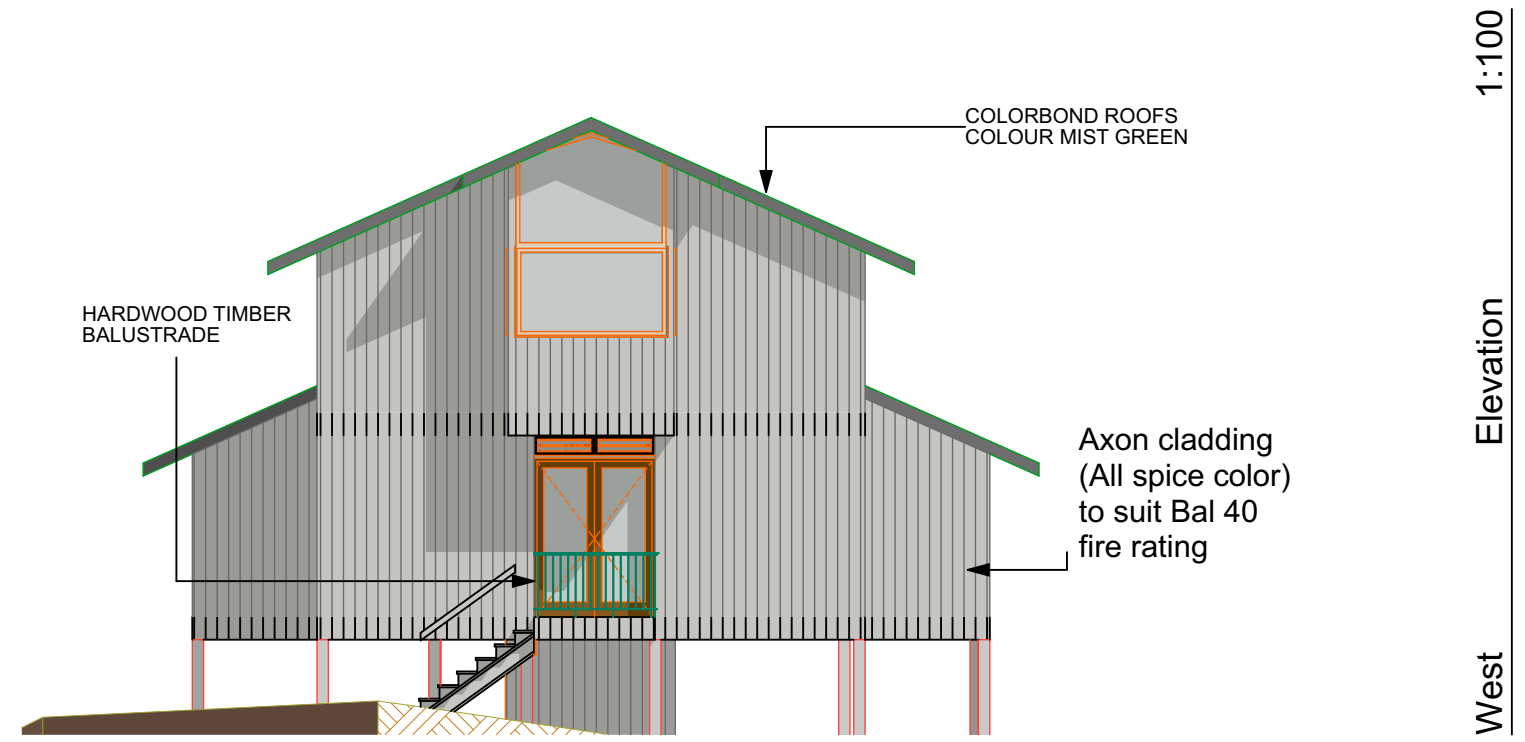 COLORBOND ROOFS
COLOUR MIST GREEN
HARDWOOD TIMBER
BALUSTRADE
Axon cladding
(All spice color)
to suit Bal 40
fire rating
West Elevation 1:100